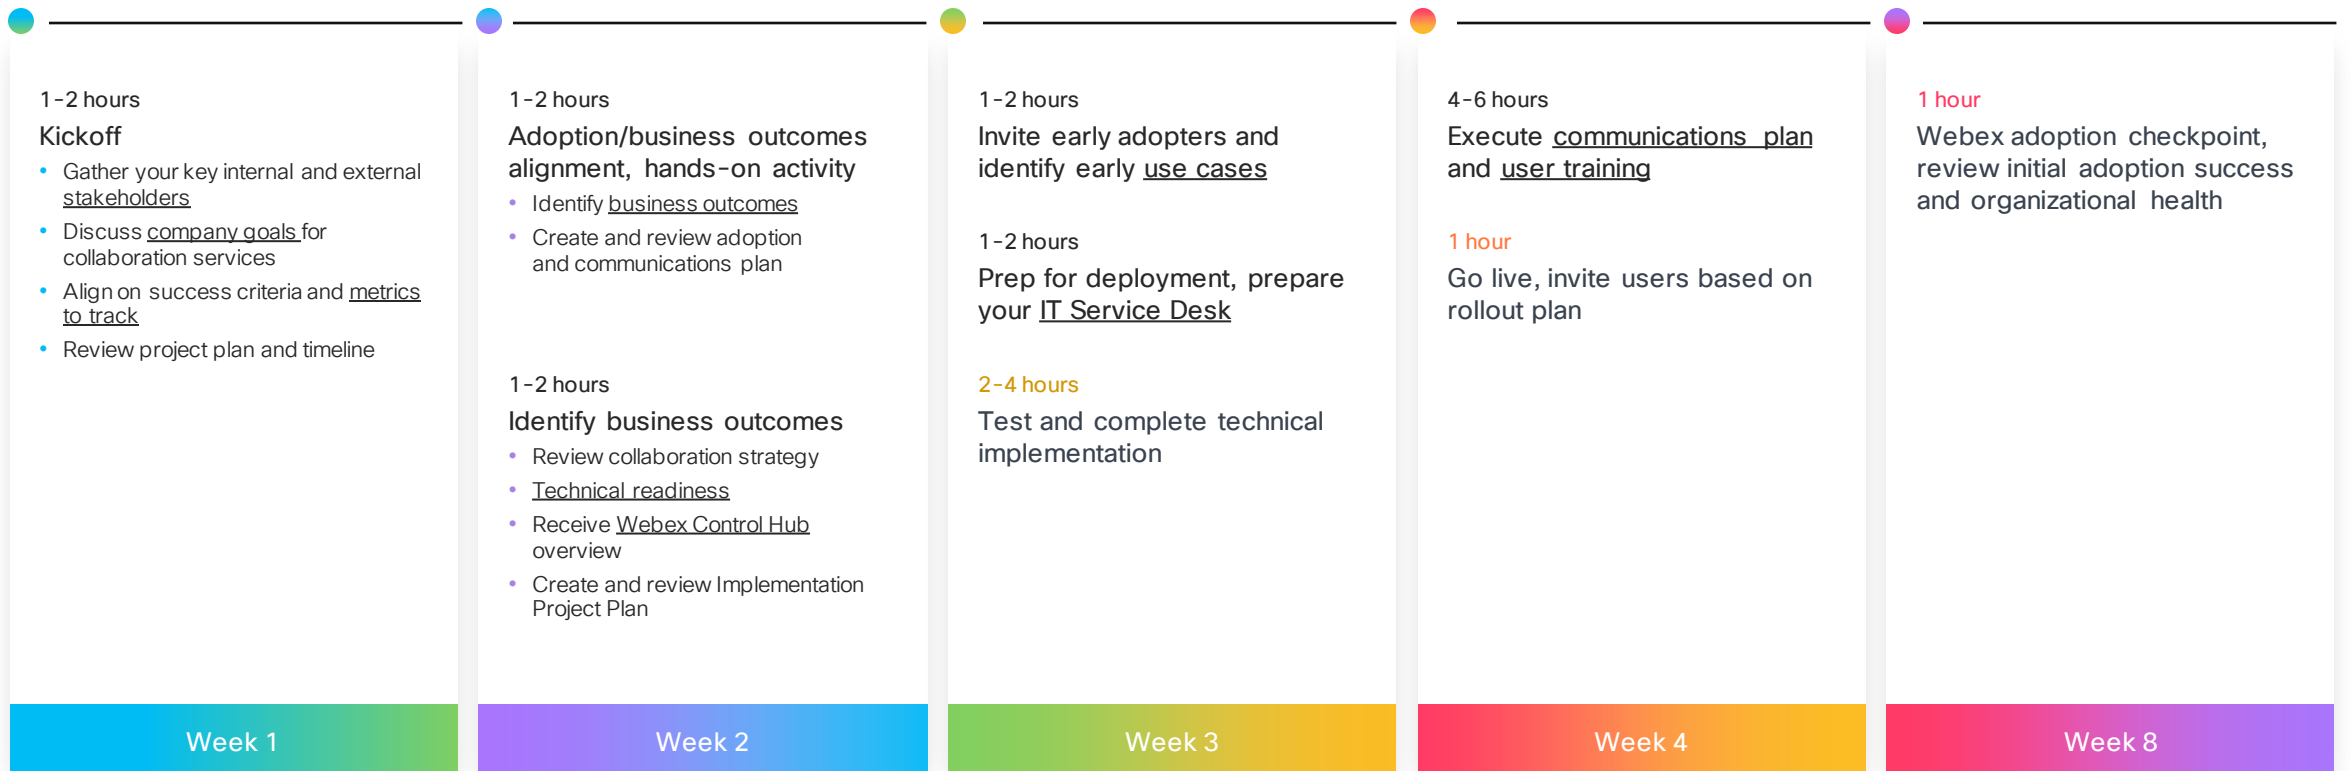 1-2 hours
Kickoff
• Gather your key internal and external
stakeholders
• Discuss company goals for
collaboration services
• Align on success criteria and metrics
to track
• Review project plan and timeline
Week 1
1-2 hours
Adoption/business outcomes
alignment, hands-on activity
• Identify business outcomes
• Create and review adoption
and communications plan
1-2 hours
Identify business outcomes
• Review collaboration strategy
• Technical readiness
• Receive Webex Control Hub
overview
• Create and review Implementation
Project Plan
Week 2
1-2 hours
Invite early adopters and
identify early use cases
1-2 hours
Prep for deployment, prepare
your IT Service Desk
2-4 hours
Test and complete technical
implementation
Week 3
4-6 hours
Execute communications plan
and user training
1 hour
Go live, invite users based on
rollout plan
Week 4
1 hour
Webex adoption checkpoint,
review initial adoption success
and organizational health
Week 8